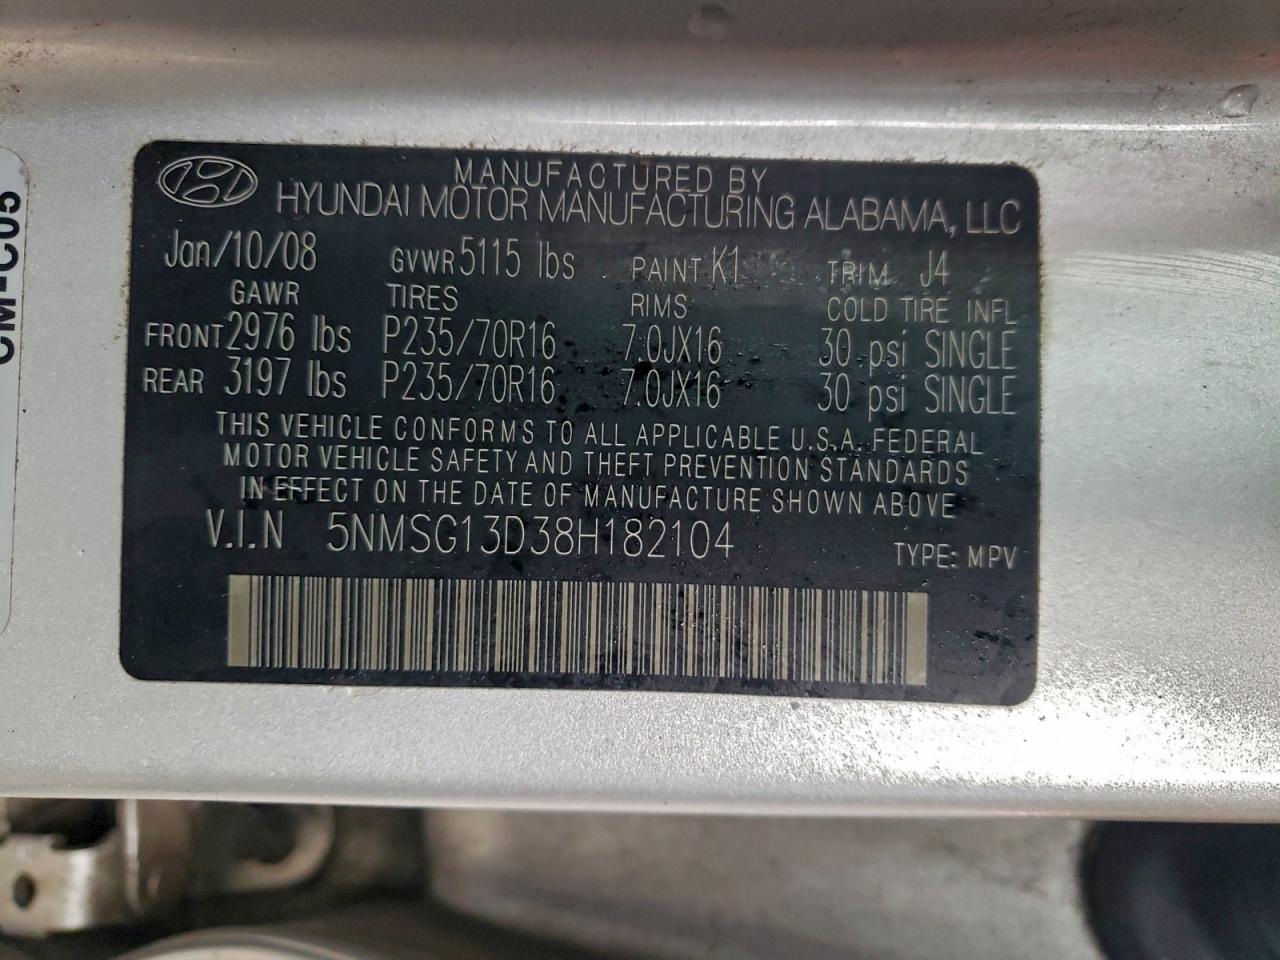 MANUFACTURED BY
HYUNDAI MOTOR MANUFACTURING ALABAMA, LLC
Jan/10/08 GVWR 5115 lbs PAINT K1 TRIM J4
GAWR TIRES RIMS COLD TIRE INFL
FRONT 2976 lbs P235/70R16 7.0JX16 30 psi SINGLE
REAR 3197 lbs P235/70R16 7.0JX16 30 psi SINGLE
THIS VEHICLE CONFORMS TO ALL APPLICABLE U.S.A. FEDERAL
MOTOR VEHICLE SAFETY AND THEFT PREVENTION STANDARDS
IN EFFECT ON THE DATE OF MANUFACTURE SHOWN ABOVE
V.I.N 5NMSG13D38H182104 TYPE: MPV
CM-C05